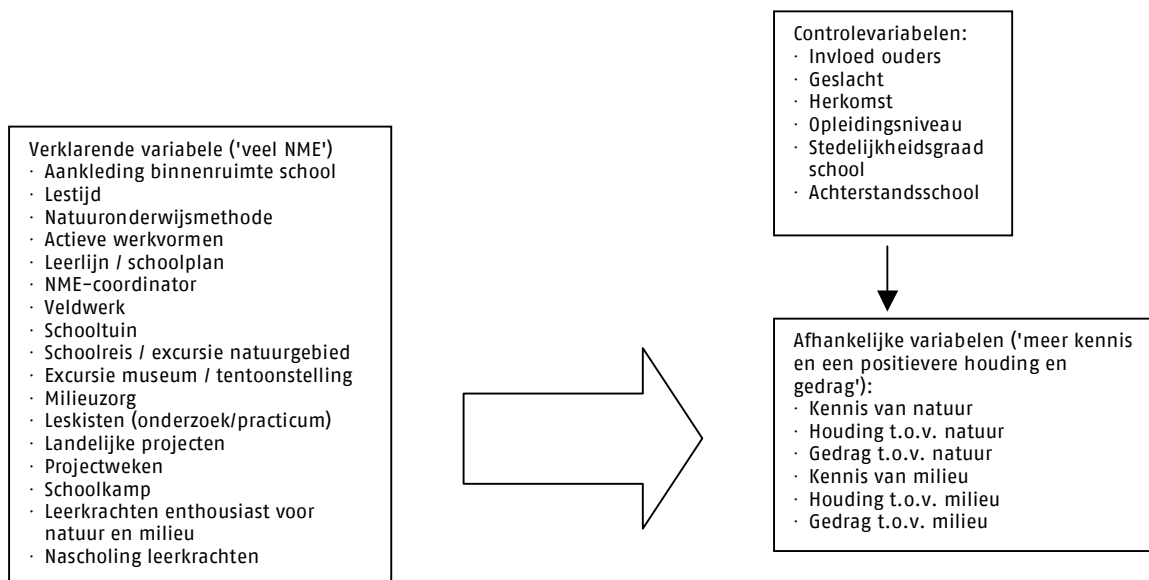 Controlevariabelen:
· Invloed ouders
· Geslacht
· Herkomst
· Opleidingsniveau
· Stedelijkheidsgraad
school
· Achterstandsschool
Verklarende variabele ('veel NME')
· Aankleding binnenruimte school
· Lestijd
· Natuuronderwijsmethode
· Actieve werkvormen
· Leerlijn / schoolplan
· NME-coordinator
· Veldwerk
· Schooltuin
· Schoolreis / excursie natuurgebied
· Excursie museum / tentoonstelling
· Milieuzorg
· Leskisten (onderzoek/practicum)
· Landelijke projecten
· Projectweken
· Schoolkamp
· Leerkrachten enthousiast voor
natuur en milieu
· Nascholing leerkrachten
Afhankelijke variabelen ('meer kennis
en een positievere houding en
gedrag'):
· Kennis van natuur
· Houding t.o.v. natuur
· Gedrag t.o.v. natuur
· Kennis van milieu
· Houding t.o.v. milieu
· Gedrag t.o.v. milieu